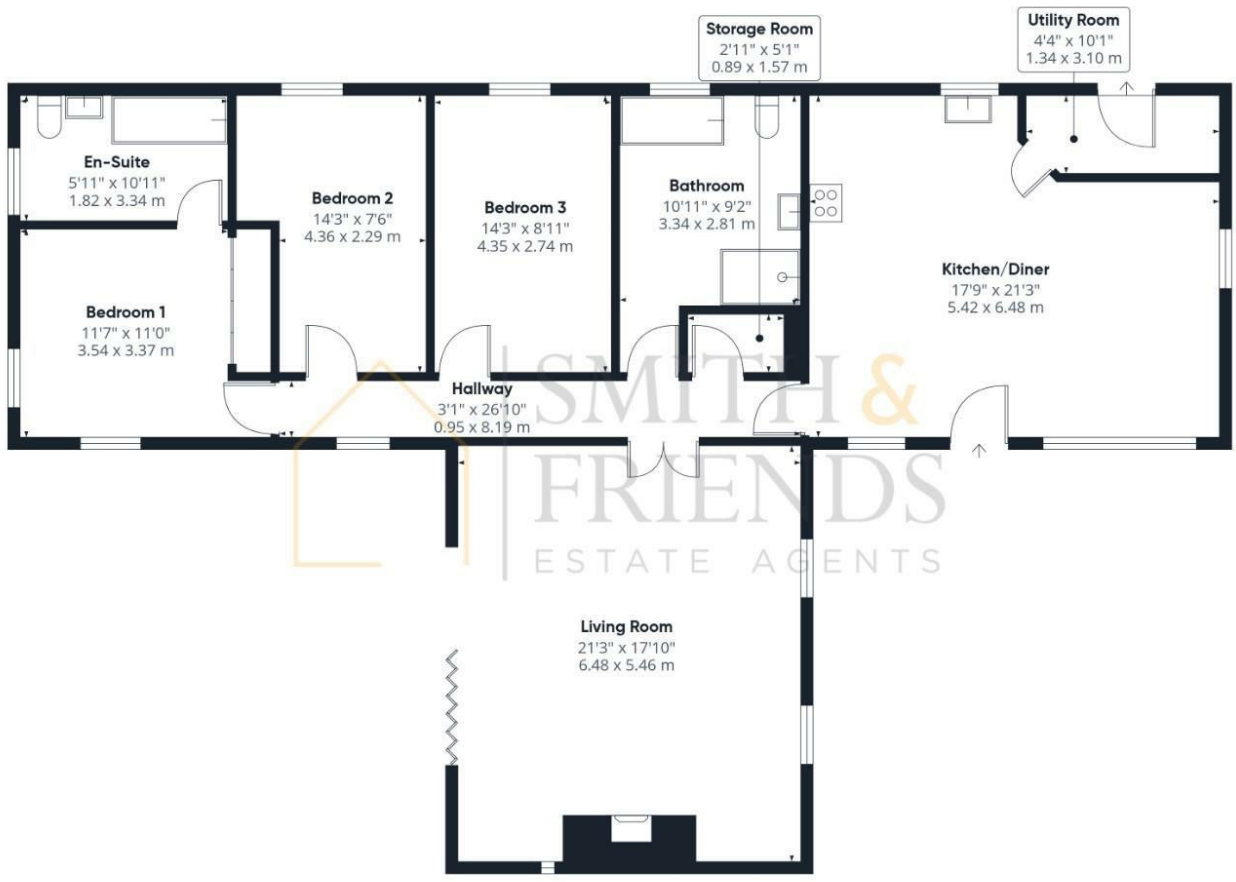 Storage Room
2'11" x 5'1"
0.89 x 1.57 m
Utility Room
4'4" x 10'1"
1.34 x 3.10 m
En-Suite
5'11" x 10'11"
1.82 x 3.34 m
Bedroom 2
14'3" x 7'6"
4.36 x 2.29 m
Bedroom 3
14'3" x 8'11"
4.35 x 2.74 m
Bathroom
10'11" x 9'2"
3.34 x 2.81 m
Kitchen/Diner
17'9" x 21'3"
5.42 x 6.48 m
Bedroom 1
11'7" x 11'0"
3.54 x 3.37 m
Hallway
3'1" x 26'10"
0.95 x 8.19 m
SMITH &
FRIENDS
ESTATE AGENTS
Living Room
21'3" x 17'10"
6.48 x 5.46 m